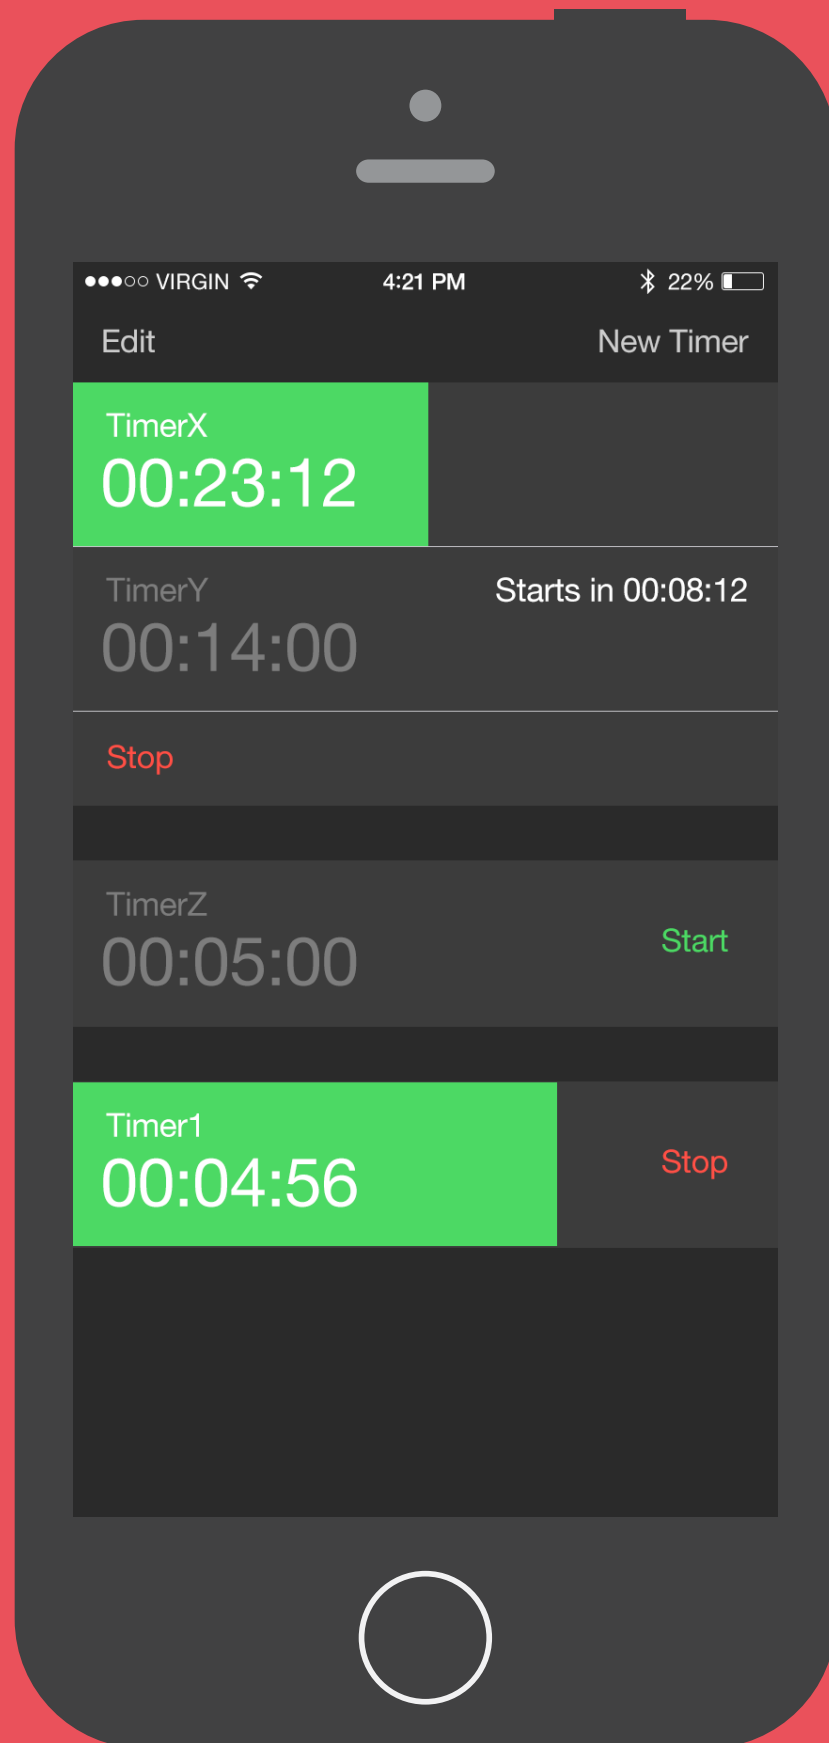 VIRGIN 4:21 PM 22%
Edit New Timer
TimerX
00:23:12
TimerY Starts in 00:08:12
00:14:00
Stop
TimerZ
00:05:00 Start
Timer1
00:04:56 Stop